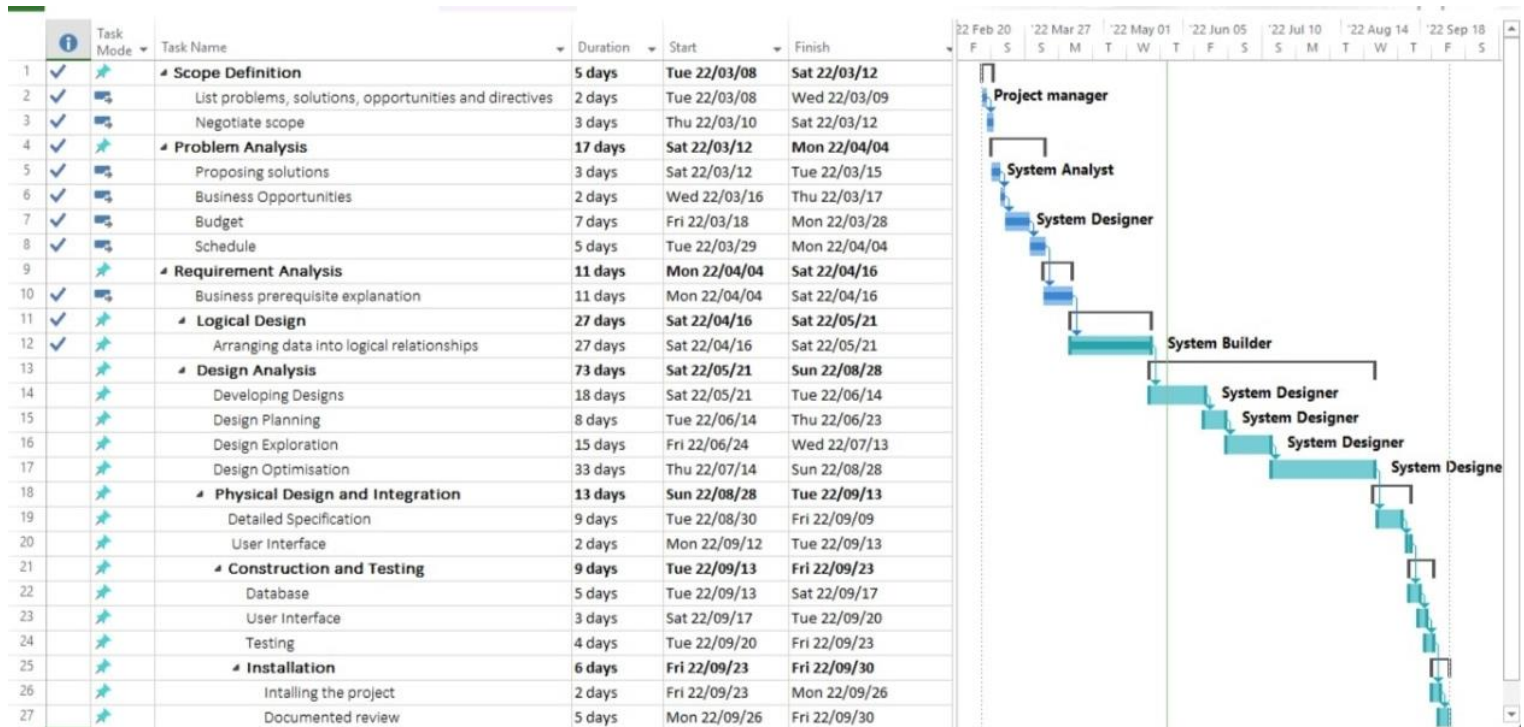 Task Mode Task Name Duration Start Finish
22 Feb 20 '22 Mar 27 '22 May 01 '22 Jun 05 '22 Jul 10 '22 Aug 14 '22 Sep 18
F S S M T W T F S S M T W T F S
1 Scope Definition 5 days Tue 22/03/08 Sat 22/03/12
2 List problems, solutions, opportunities and directives 2 days Tue 22/03/08 Wed 22/03/09 Project manager
3 Negotiate scope 3 days Thu 22/03/10 Sat 22/03/12
4 Problem Analysis 17 days Sat 22/03/12 Mon 22/04/04
5 Proposing solutions 3 days Sat 22/03/12 Tue 22/03/15 System Analyst
6 Business Opportunities 2 days Wed 22/03/16 Thu 22/03/17
7 Budget 7 days Fri 22/03/18 Mon 22/03/28 System Designer
8 Schedule 5 days Tue 22/03/29 Mon 22/04/04
9 Requirement Analysis 11 days Mon 22/04/04 Sat 22/04/16
10 Business prerequisite explanation 11 days Mon 22/04/04 Sat 22/04/16
11 Logical Design 27 days Sat 22/04/16 Sat 22/05/21
12 Arranging data into logical relationships 27 days Sat 22/04/16 Sat 22/05/21 System Builder
13 Design Analysis 73 days Sat 22/05/21 Sun 22/08/28
14 Developing Designs 18 days Sat 22/05/21 Tue 22/06/14 System Designer
15 Design Planning 8 days Tue 22/06/14 Thu 22/06/23 System Designer
16 Design Exploration 15 days Fri 22/06/24 Wed 22/07/13 System Designer
17 Design Optimisation 33 days Thu 22/07/14 Sun 22/08/28 System Designe
18 Physical Design and Integration 13 days Sun 22/08/28 Tue 22/09/13
19 Detailed Specification 9 days Tue 22/08/30 Fri 22/09/09
20 User Interface 2 days Mon 22/09/12 Tue 22/09/13
21 Construction and Testing 9 days Tue 22/09/13 Fri 22/09/23
22 Database 5 days Tue 22/09/13 Sat 22/09/17
23 User Interface 3 days Sat 22/09/17 Tue 22/09/20
24 Testing 4 days Tue 22/09/20 Fri 22/09/23
25 Installation 6 days Fri 22/09/23 Fri 22/09/30
26 Intalling the project 2 days Fri 22/09/23 Mon 22/09/26
27 Documented review 5 days Mon 22/09/26 Fri 22/09/30